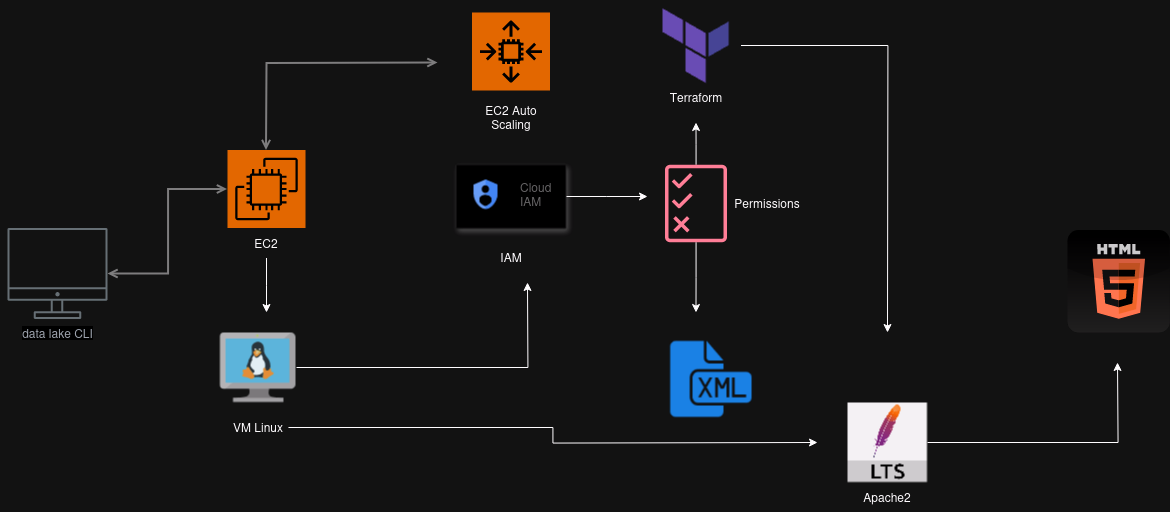 EC2 Auto
Scaling
Terraform
Cloud
IAM
Permissions
EC2
IAM
HTML
5
data lake CLI
XML
VM Linux
LTS
Apache2